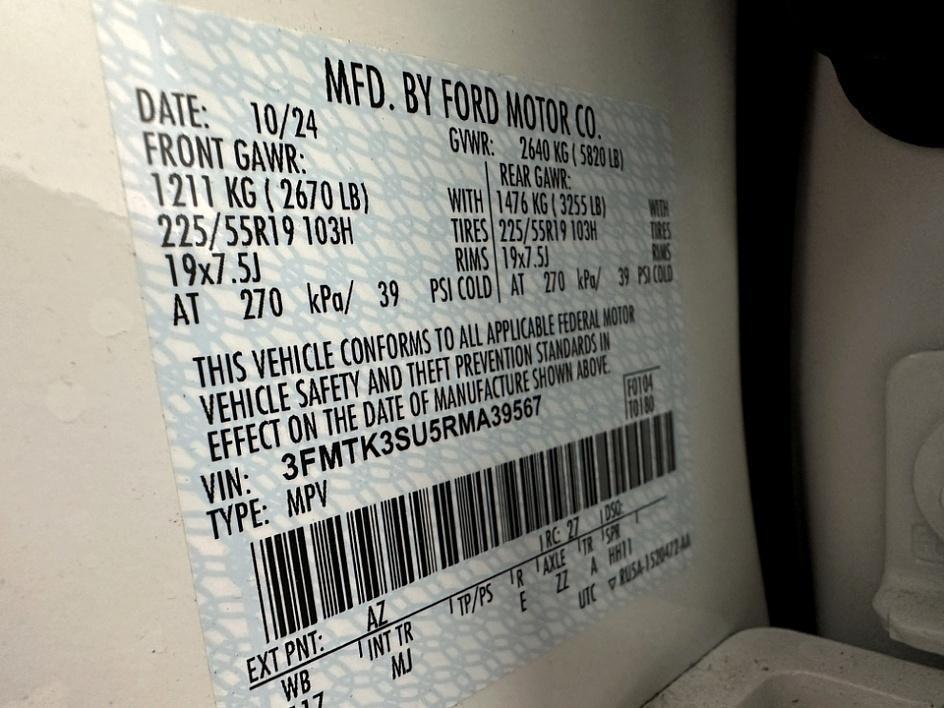 MFD. BY FORD MOTOR CO.
DATE: 10/24 GVWR: 2640 KG ( 5820 LB)
FRONT GAWR: REAR GAWR:
1211 KG ( 2670 LB) WITH 1476 KG ( 3255 LB) WITH
225/55R19 103H TIRES 225/55R19 103H TIRES
19x7.5J RIMS 19x7.5J RIMS
AT 270 kPa/ 39 PSI COLD AT 270 kPa/ 39 PSI COLD
THIS VEHICLE CONFORMS TO ALL APPLICABLE FEDERAL MOTOR
VEHICLE SAFETY AND THEFT PREVENTION STANDARDS IN
EFFECT ON THE DATE OF MANUFACTURE SHOWN ABOVE.
F0104
T0180
VIN: 3FMTK3SU5RMA39567
TYPE: MPV
EXT PNT: AZ RC: 27 DSO:
WB INT TR TP/PS R AXLE TR SPR
MJ E ZZ A HH11
UTC ▽ RU5A-1520472-AA